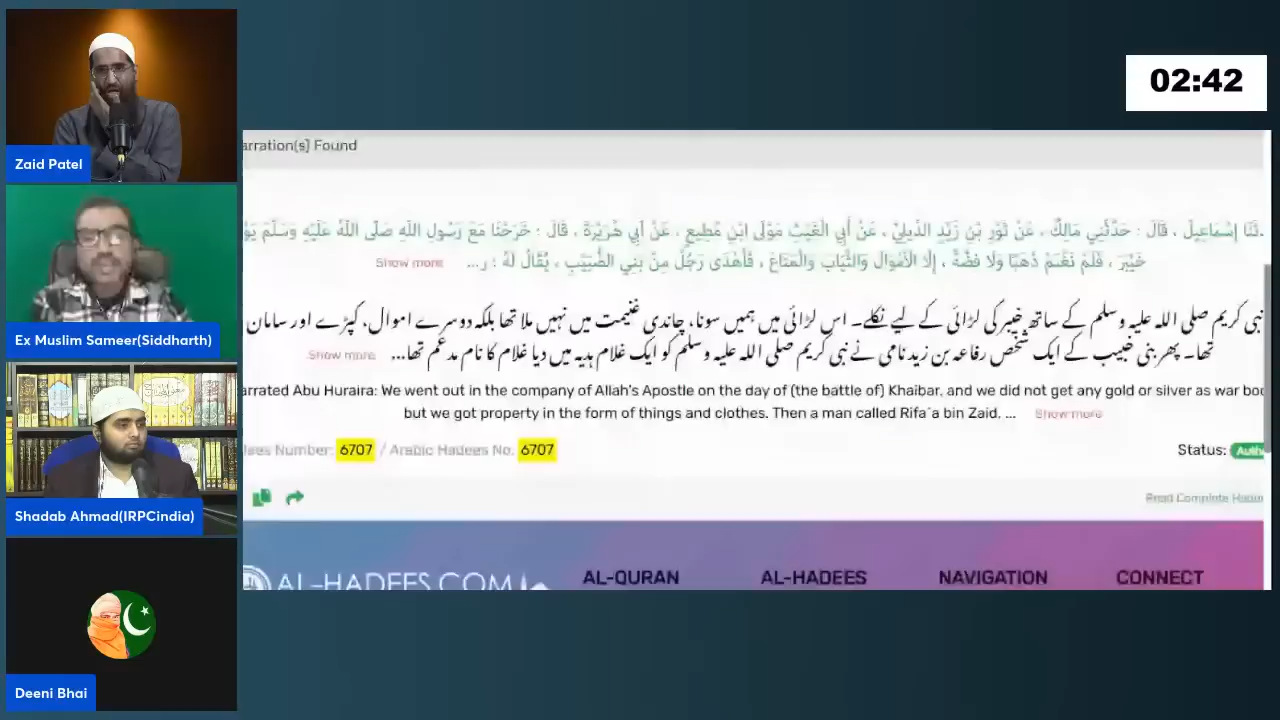 Zaid Patel
Ex Muslim Sameer(Siddharth)
Shadab Ahmad(IRPCindia)
Deeni Bhai
02:42
arration(s) Found
ـدَّثَنَا إِسْمَاعِيلُ ، قَالَ : حَدَّثَنِي مَالِكٌ ، عَنْ ثَوْرِ بْنِ زَيْدٍ الدِّيلِيِّ ، عَنْ أَبِي الْغَيْثِ مَوْلَى ابْنِ مُطِيعٍ ، عَنْ أَبِي هُرَيْرَةَ ، قَالَ : خَرَجْنَا مَعَ رَسُولِ اللَّهِ صَلَّى اللَّهُ عَلَيْهِ وَسَلَّمَ يَوْ
خَيْبَرَ ، فَلَمْ نَغْنَمْ ذَهَبًا وَلَا فِضَّةً ، إِلَّا الْأَمْوَالَ وَالثِّيَابَ وَالْمَتَاعَ ، فَأَهْدَى رَجُلٌ مِنْ بَنِي الضُّبَيْبِ ، يُقَالُ لَهُ : ر... Show more
نبی کریم صلی اللہ علیہ وسلم کے ساتھ خیبر کی لڑائی کے لیے نکلے۔ اس لڑائی میں ہمیں سونا، چاندی غنیمت میں نہیں ملا تھا بلکہ دوسرے اموال، کپڑے اور سامان
تھا۔ پھر بنی خبیب کے ایک شخص رفاعہ بن زید نامی نے نبی کریم صلی اللہ علیہ وسلم کو ایک غلام ہدیہ میں دیا غلام کا نام مدعم تھا... Show more
arrated Abu Huraira: We went out in the company of Allah's Apostle on the day of (the battle of) Khaibar, and we did not get any gold or silver as war boo
but we got property in the form of things and clothes. Then a man called Rifa`a bin Zaid, ... Show more
ees Number: 6707 / Arabic Hadees No. 6707
Status: Auth
Read Complete Hadee
AL-HADEES.COM
AL-QURAN
AL-HADEES
NAVIGATION
CONNECT